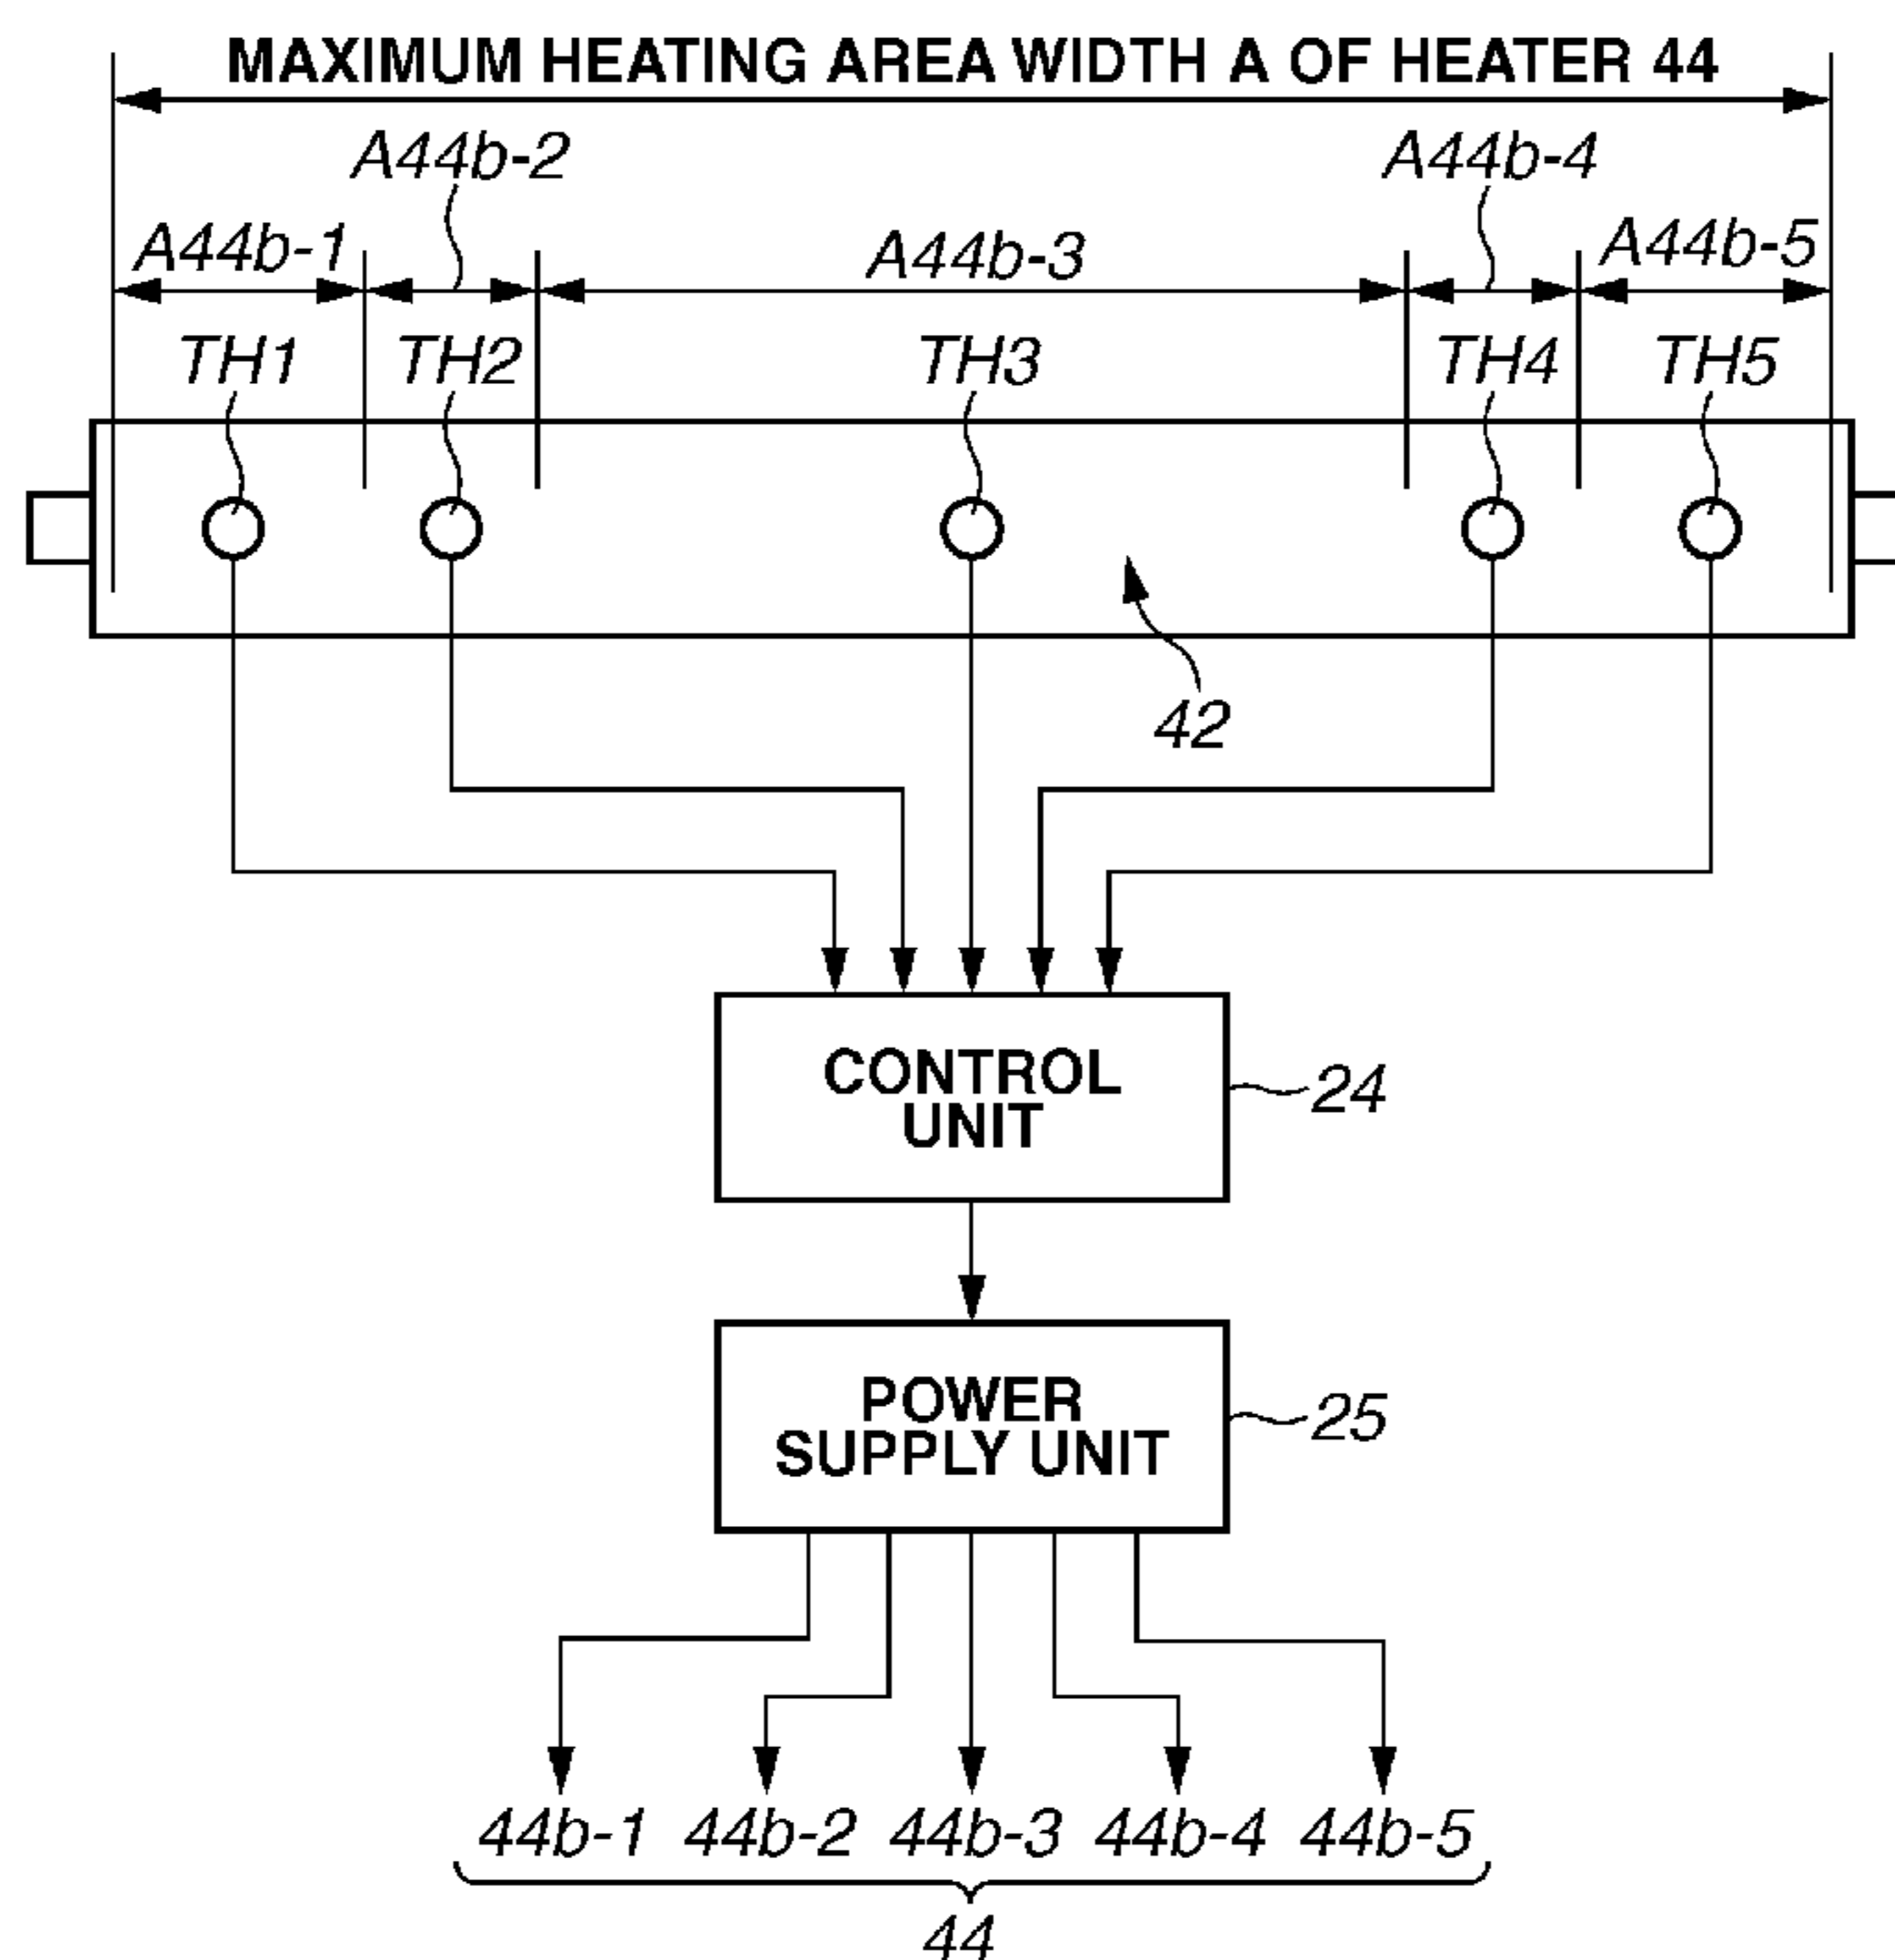 MAXIMUM HEATING AREA WIDTH A OF HEATER 44
A44b-2
A44b-4
A44b-1
A44b-3
A44b-5
TH1
TH2
TH3
TH4
TH5
42
CONTROL
UNIT
24
POWER
SUPPLY UNIT
25
44b-1
44b-2
44b-3
44b-4
44b-5
44